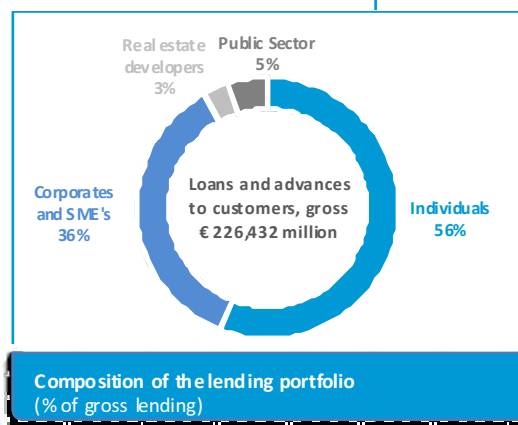 Real estate
developers
3%
Public Sector
5%
Corporates
and SME's
36%
Loans and advances
to customers, gross
€ 226,432 million
Individuals
56%
Composition of the lending portfolio
(% of gross lending)